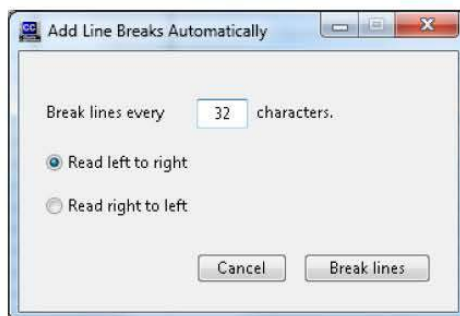 CC
Add Line Breaks Automatically
Break lines every 32 characters.
Read left to right
Read right to left
Cancel Break lines